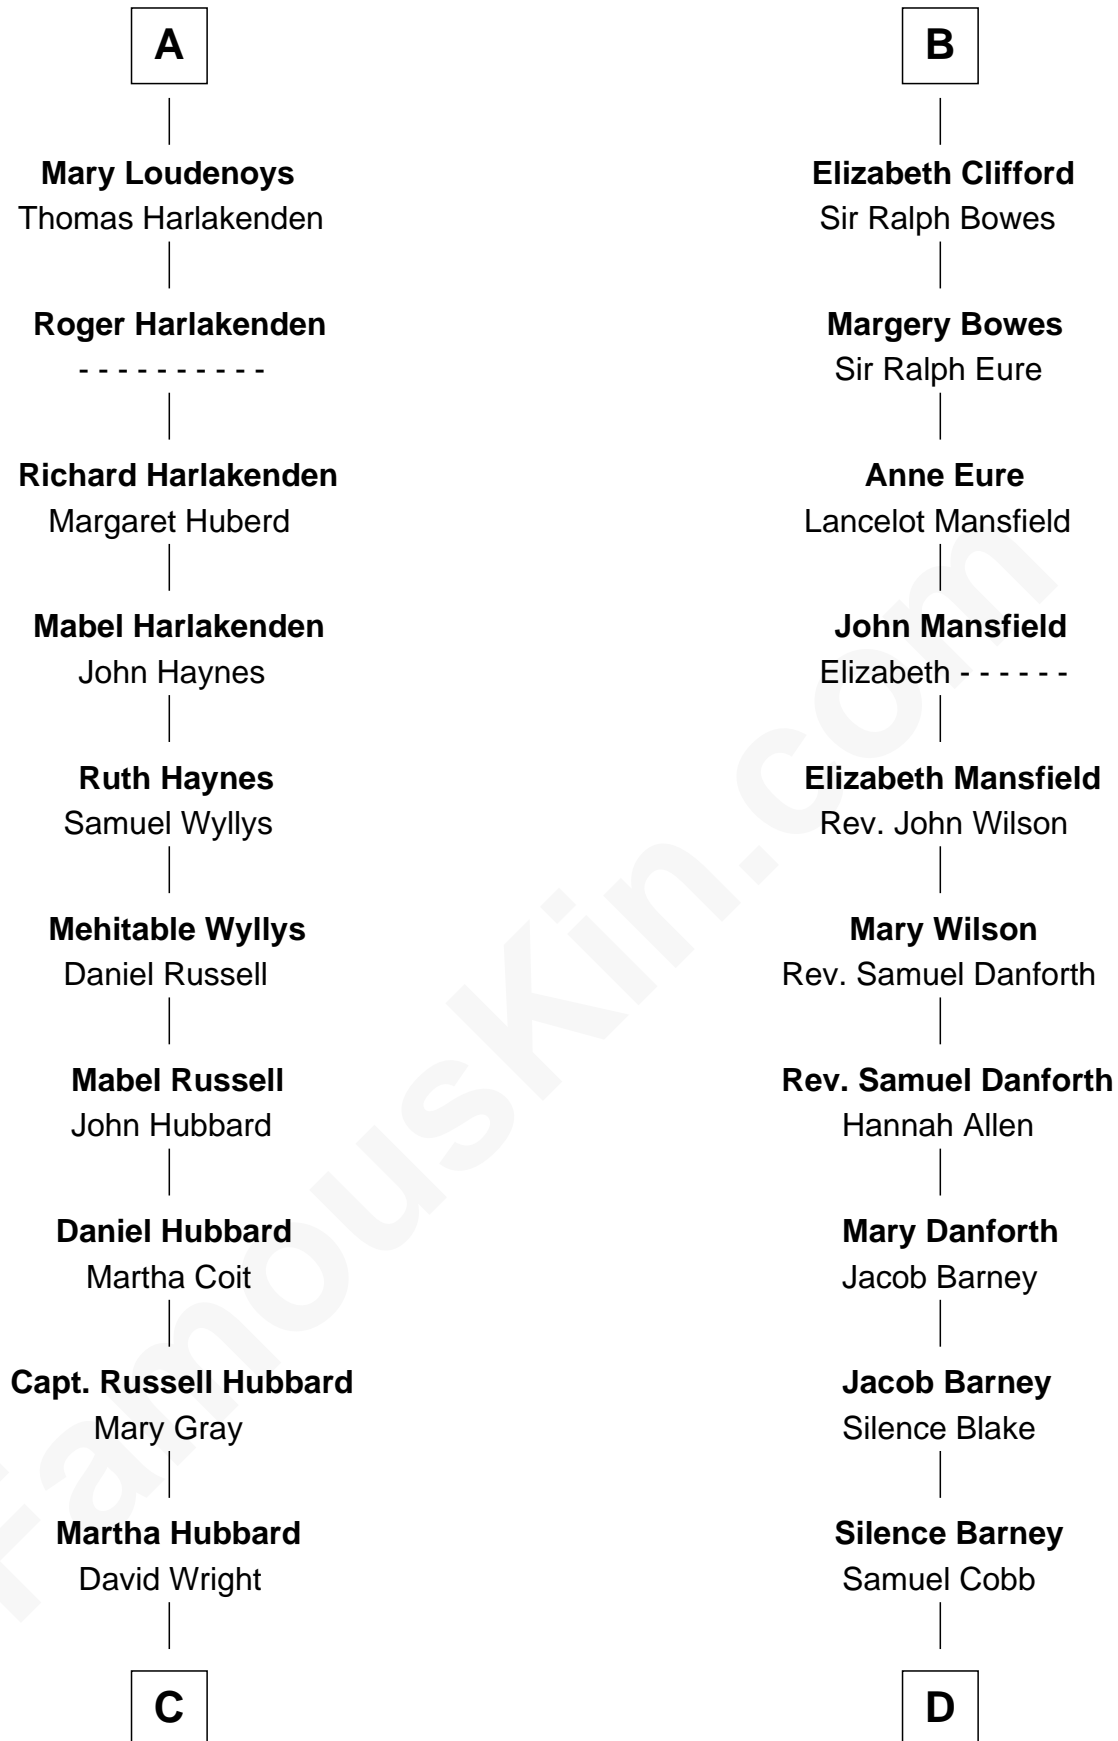 A
B
Mary Loudenoys
Thomas Harlakenden
Elizabeth Clifford
Sir Ralph Bowes
Roger Harlakenden
- - - - - - - - - -
Margery Bowes
Sir Ralph Eure
Richard Harlakenden
Margaret Huberd
Anne Eure
Lancelot Mansfield
Mabel Harlakenden
John Haynes
John Mansfield
Elizabeth - - - - - -
Ruth Haynes
Samuel Wyllys
Elizabeth Mansfield
Rev. John Wilson
Mehitable Wyllys
Daniel Russell
Mary Wilson
Rev. Samuel Danforth
Mabel Russell
John Hubbard
Rev. Samuel Danforth
Hannah Allen
Daniel Hubbard
Martha Coit
Mary Danforth
Jacob Barney
Capt. Russell Hubbard
Mary Gray
Jacob Barney
Silence Blake
Martha Hubbard
David Wright
Silence Barney
Samuel Cobb
C
D
FamousKin.com